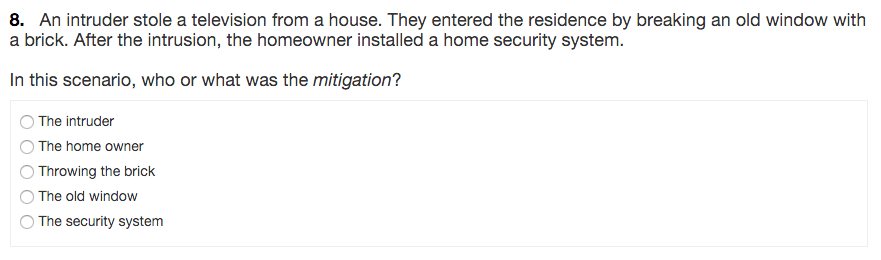 8. An intruder stole a television from a house. They entered the residence by breaking an old window with
a brick. After the intrusion, the homeowner installed a home security system.
In this scenario, who or what was the mitigation?
The intruder
The home owner
Throwing the brick
The old window
The security system